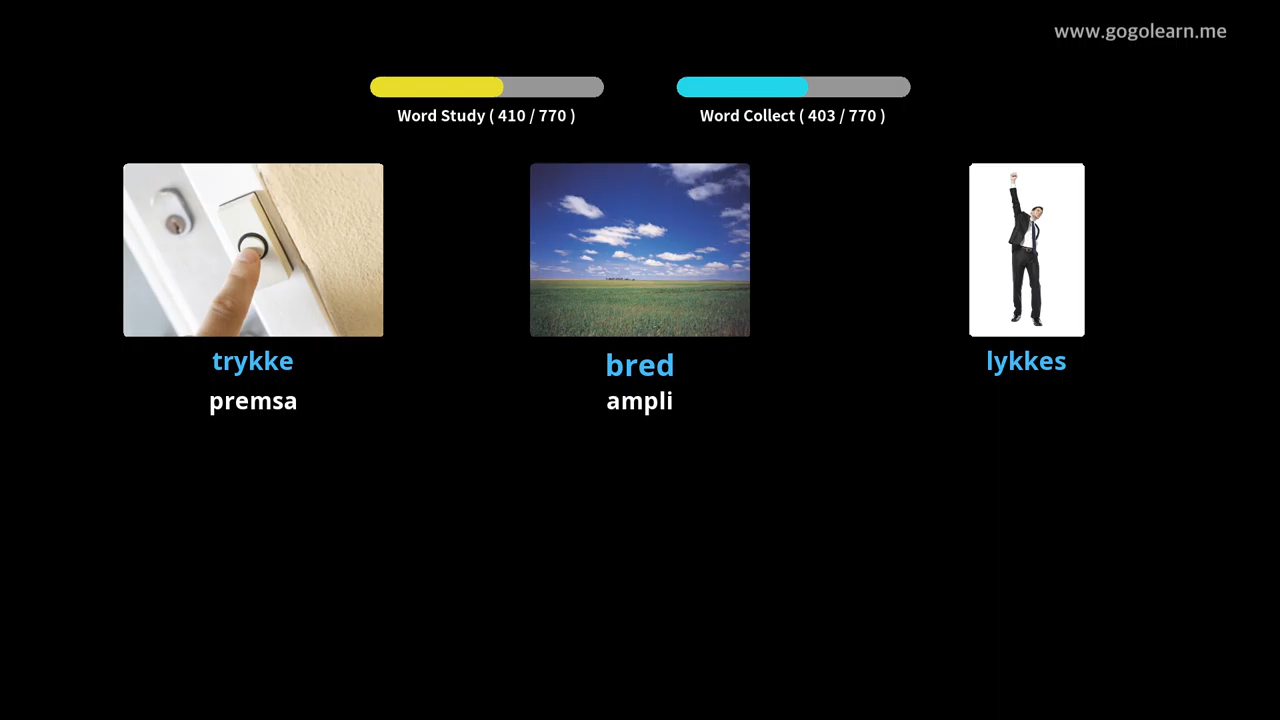 www.gogolearn.me
Word Study ( 410 / 770 )
Word Collect ( 403 / 770 )
trykke
bred
lykkes
premsa
ampli